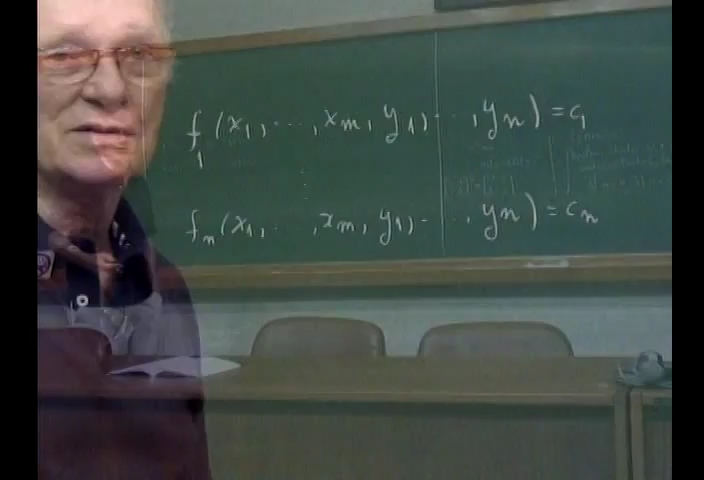 f₁(x₁, ..., xₘ, y₁, ..., yₙ) = c₁
fₙ(x₁, ..., xₘ, y₁, ..., yₙ) = cₙ